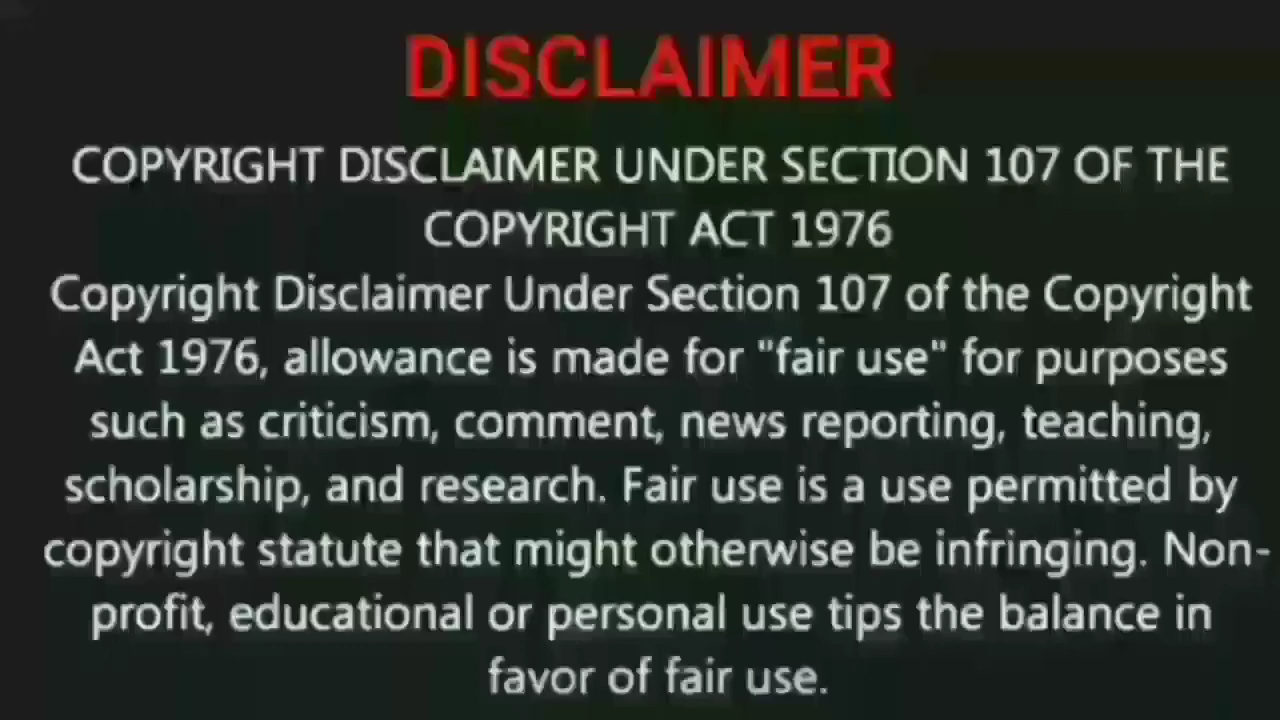 DISCLAIMER
COPYRIGHT DISCLAIMER UNDER SECTION 107 OF THE
COPYRIGHT ACT 1976
Copyright Disclaimer Under Section 107 of the Copyright
Act 1976, allowance is made for "fair use" for purposes
such as criticism, comment, news reporting, teaching,
scholarship, and research. Fair use is a use permitted by
copyright statute that might otherwise be infringing. Non-
profit, educational or personal use tips the balance in
favor of fair use.